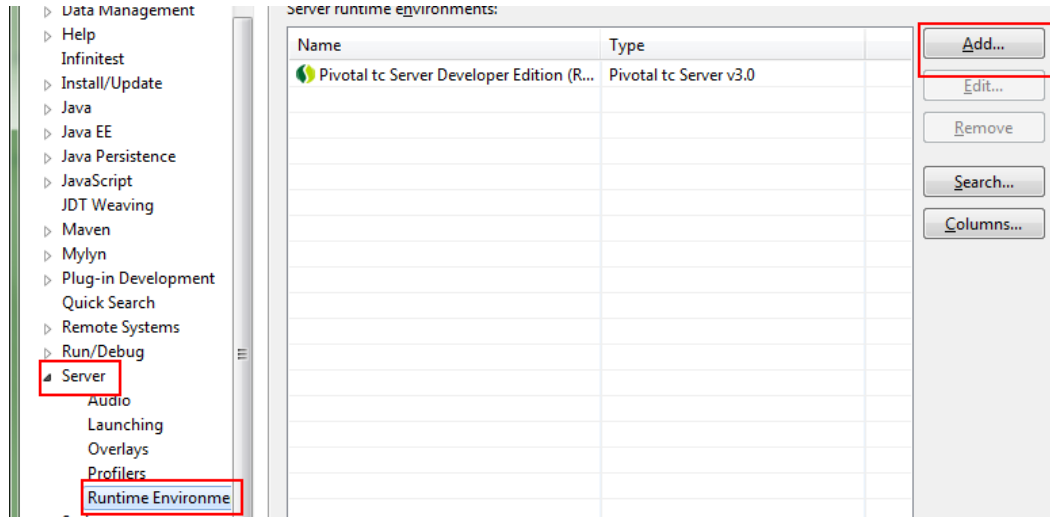 Data Management
Help
Infinitest
Install/Update
Java
Java EE
Java Persistence
JavaScript
JDT Weaving
Maven
Mylyn
Plug-in Development
Quick Search
Remote Systems
Run/Debug
Server
Audio
Launching
Overlays
Profilers
Runtime Environme
Server runtime environments:
Name Type
Pivotal tc Server Developer Edition (R... Pivotal tc Server v3.0
Add...
Edit...
Remove
Search...
Columns...